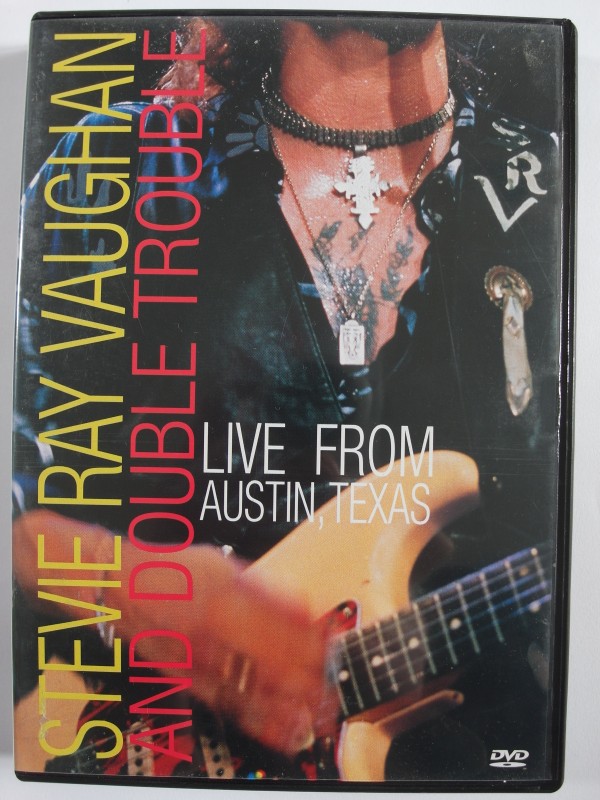 STEVIE RAY VAUGHAN
AND DOUBLE TROUBLE
LIVE FROM
AUSTIN, TEXAS
SRV
DVD